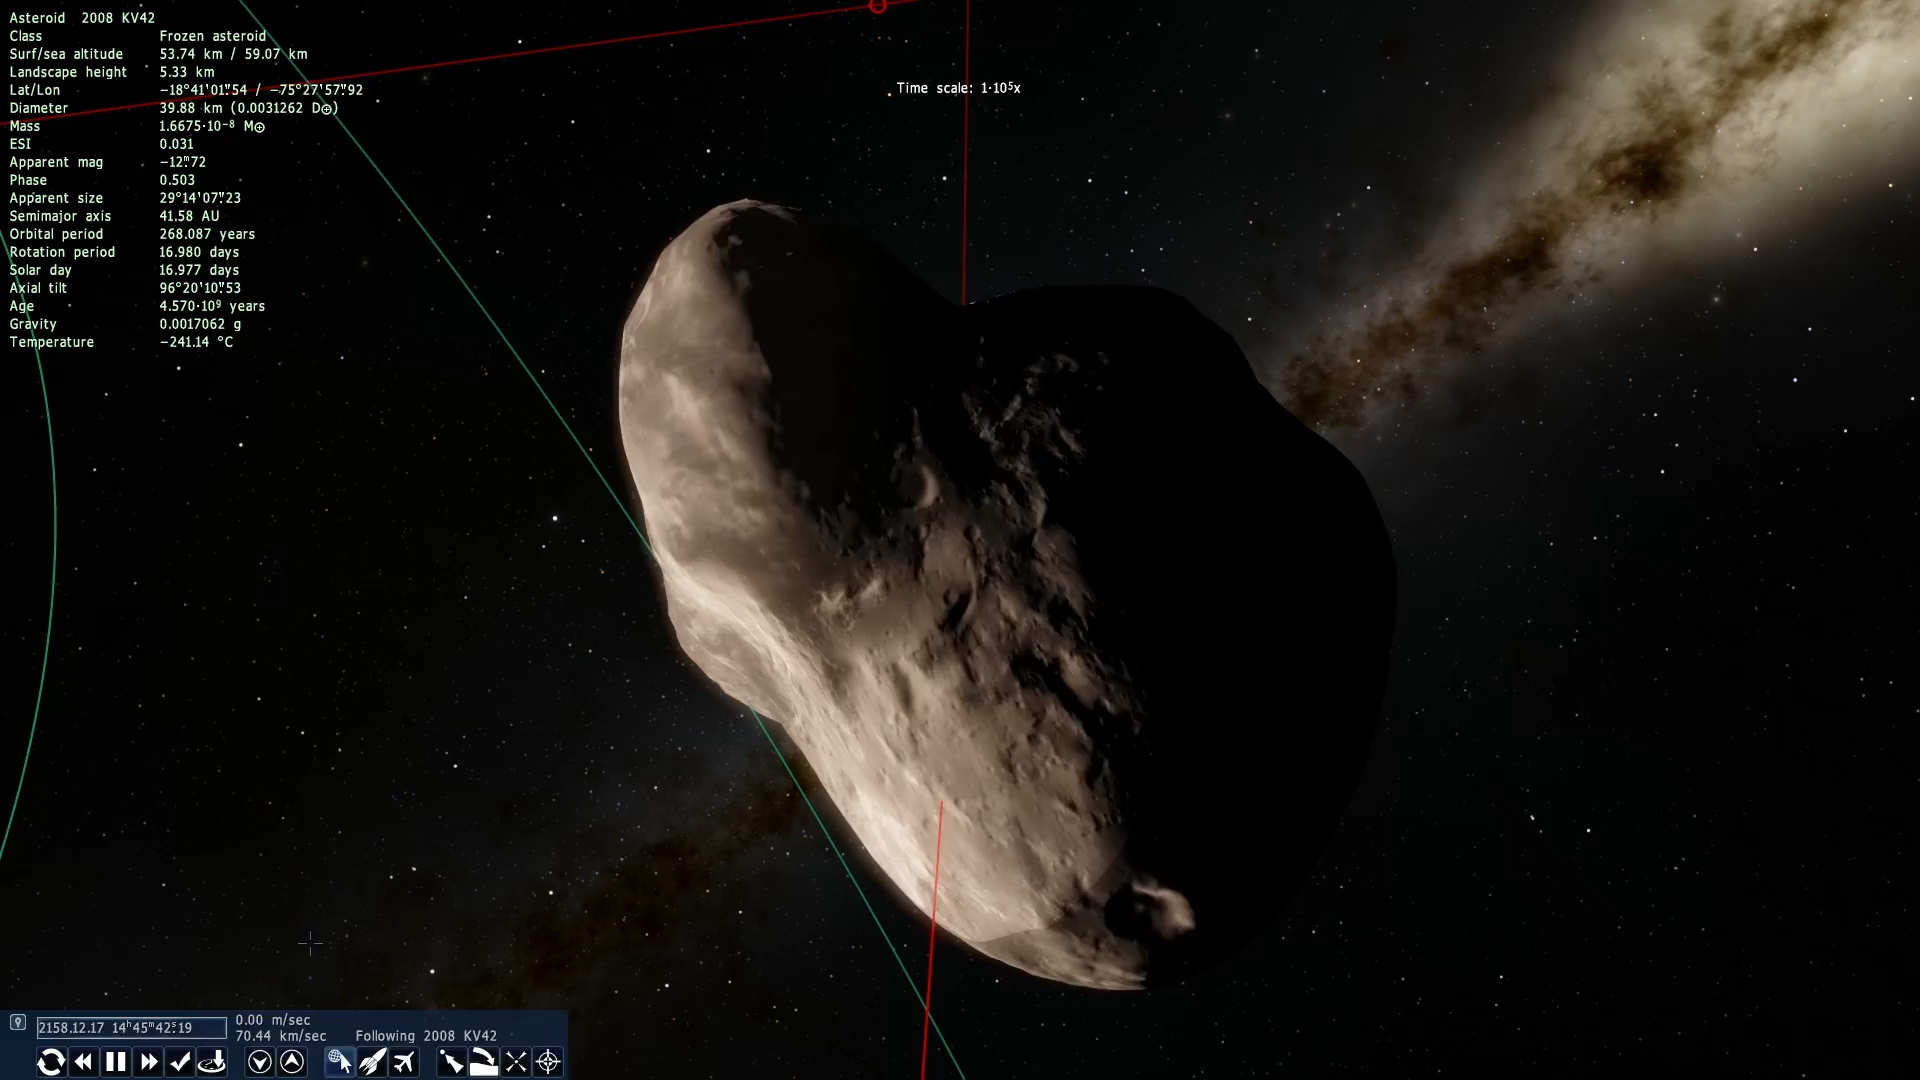 Asteroid 2008 KV42
Class Frozen asteroid
Surf/sea altitude 53.74 km / 59.07 km
Landscape height 5.33 km
Lat/Lon −18°41'01"54 / −75°27'57"92
Time scale: 1·10⁵x
Diameter 39.88 km (0.0031262 D⊕)
Mass 1.6675·10⁻⁸ M⊕
ESI 0.031
Apparent mag −12ᵐ72
Phase 0.503
Apparent size 29°14'07"23
Semimajor axis 41.58 AU
Orbital period 268.087 years
Rotation period 16.980 days
Solar day 16.977 days
Axial tilt 96°20'10"53
Age 4.570·10⁹ years
Gravity 0.0017062 g
Temperature −241.14 °C
2158.12.17 14ʰ45ᵐ42ˢ19
0.00 m/sec
70.44 km/sec Following 2008 KV42